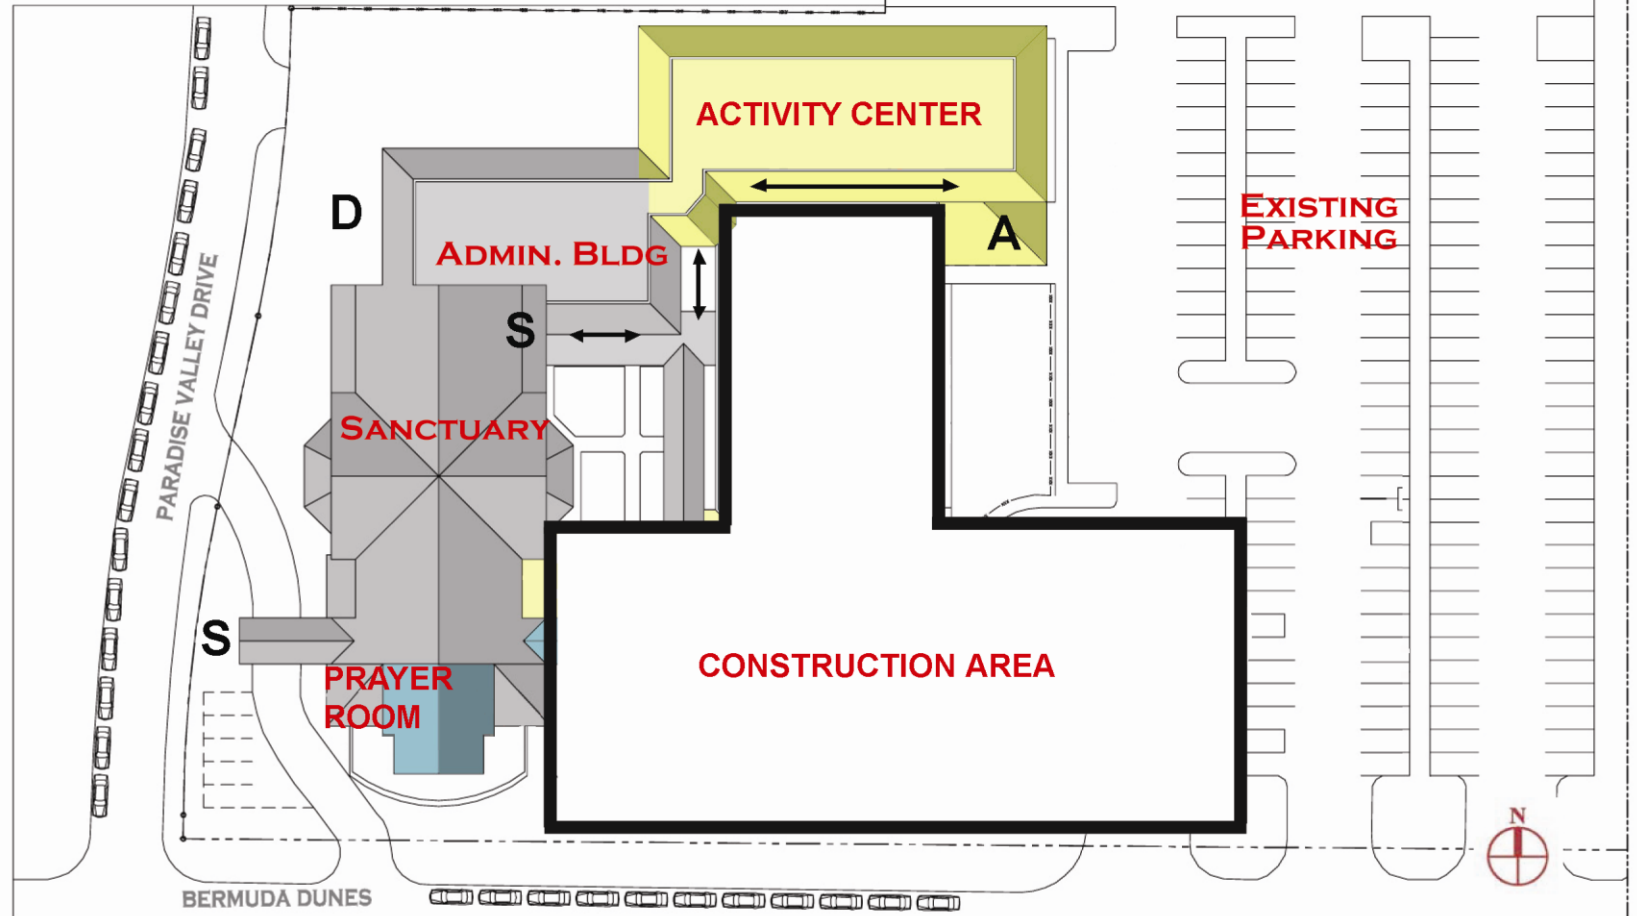 ACTIVITY CENTER
D
ADMIN. BLDG
A
EXISTING
PARKING
S
PARADISE VALLEY DRIVE
SANCTUARY
S
PRAYER
ROOM
CONSTRUCTION AREA
N
BERMUDA DUNES